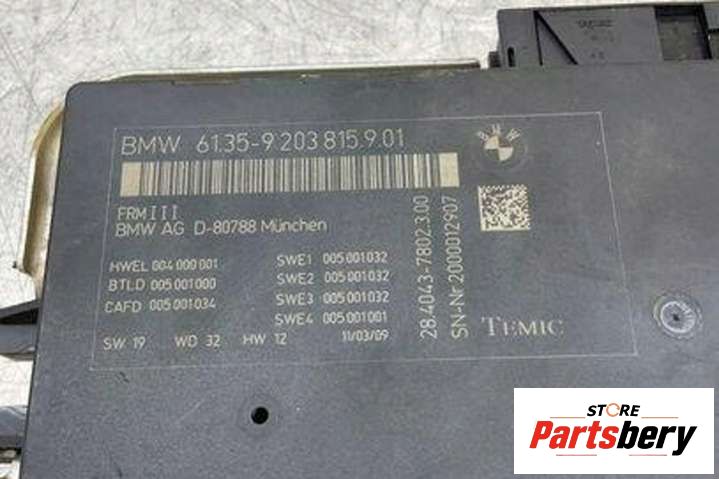 BMW 61.35-9 203 815.9.01
BMW
FRMIII
BMW AG D-80788 München
HWEL 004 000 001
BTLD 005 001 000
CAFD 005 001 034
SWE1 005 001 032
SWE2 005 001 032
SWE3 005 001 032
SWE4 005 001 001
SW 19 WD 32 HW 12 11/03/09
28.4043-7802.3.00
SN-Nr. 2000012907
TEMIC
STORE
Partsbery